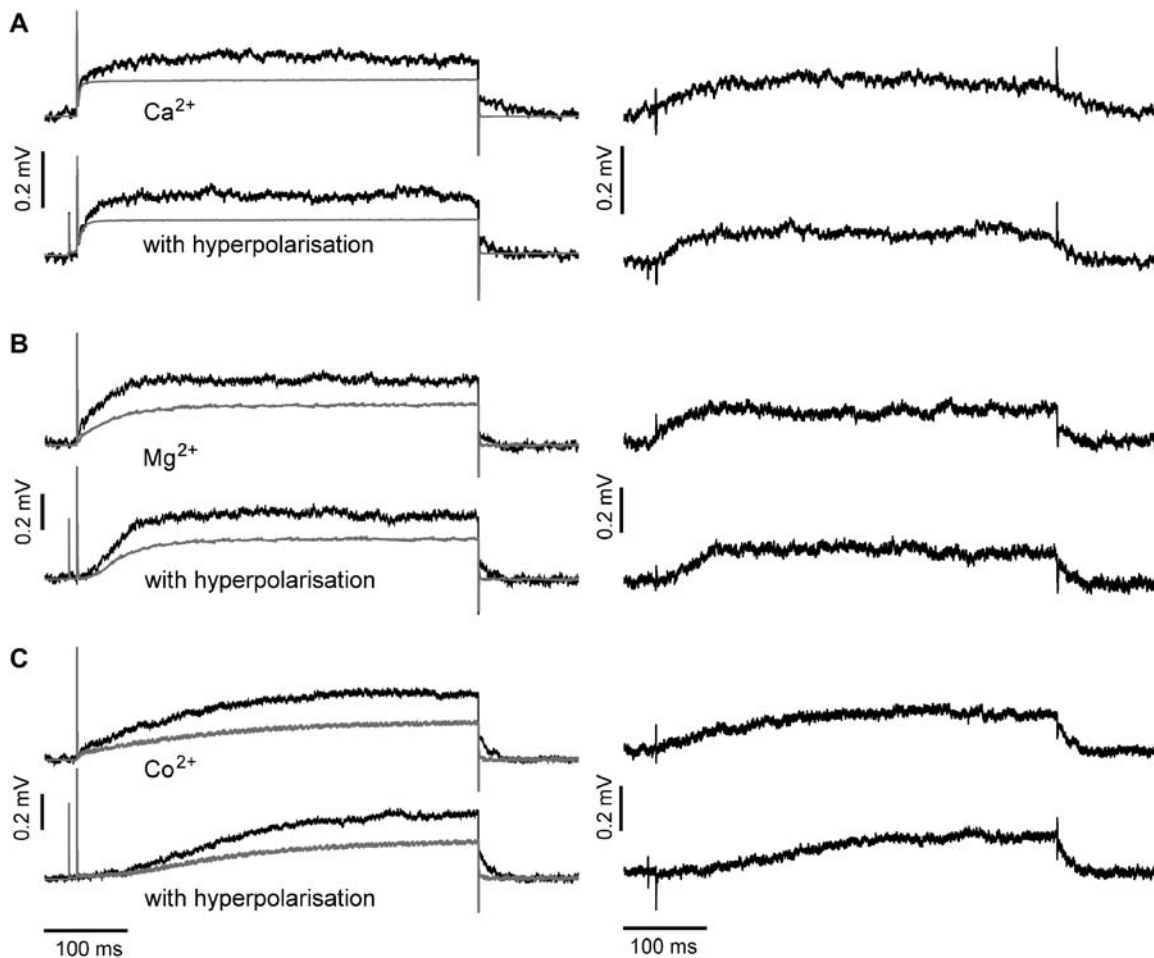 A
Ca²⁺
0.2 mV
0.2 mV
with hyperpolarisation
B
Mg²⁺
0.2 mV
0.2 mV
with hyperpolarisation
C
Co²⁺
0.2 mV
0.2 mV
with hyperpolarisation
100 ms
100 ms